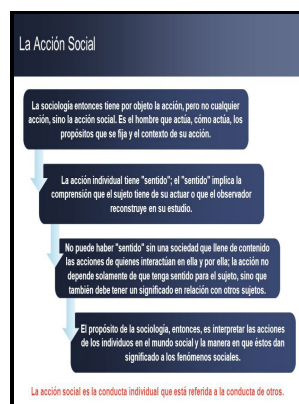 La Acción Social
La sociología entonces tiene por objeto la acción, pero no cualquier
acción, sino la acción social. Es el hombre que actúa, cómo actúa, los
propósitos que se fija y el contexto de su acción.
La acción individual tiene "sentido"; el "sentido" implica la
comprensión que el sujeto tiene de su actuar o que el observador
reconstruye en su estudio.
No puede haber "sentido" sin una sociedad que llene de contenido
las acciones de quienes interactúan en ella y por ella; la acción no
depende solamente de que tenga sentido para el sujeto, sino que
también debe tener un significado en relación con otros sujetos.
El propósito de la sociología, entonces, es interpretar las acciones
de los individuos en el mundo social y la manera en que éstos dan
significado a los fenómenos sociales.
La acción social es la conducta individual que está referida a la conducta de otros.